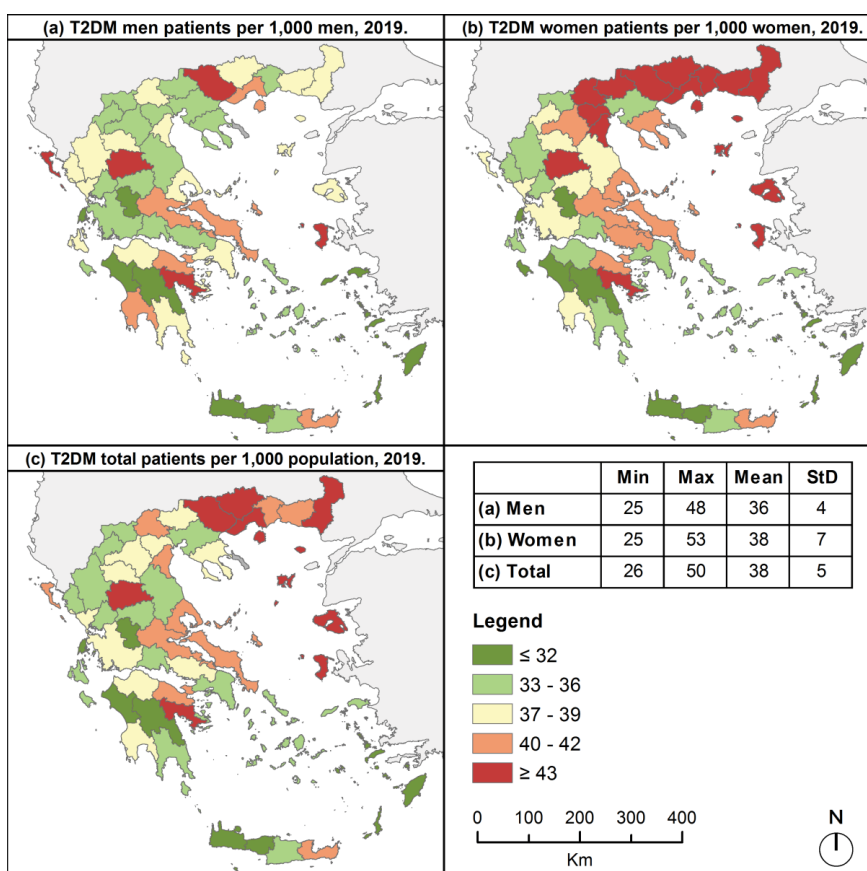 (a) T2DM men patients per 1,000 men, 2019.
(b) T2DM women patients per 1,000 women, 2019.
(c) T2DM total patients per 1,000 population, 2019.
Min Max Mean StD
(a) Men 25 48 36 4
(b) Women 25 53 38 7
(c) Total 26 50 38 5
Legend
≤ 32
33 - 36
37 - 39
40 - 42
≥ 43
0 100 200 300 400
Km
N